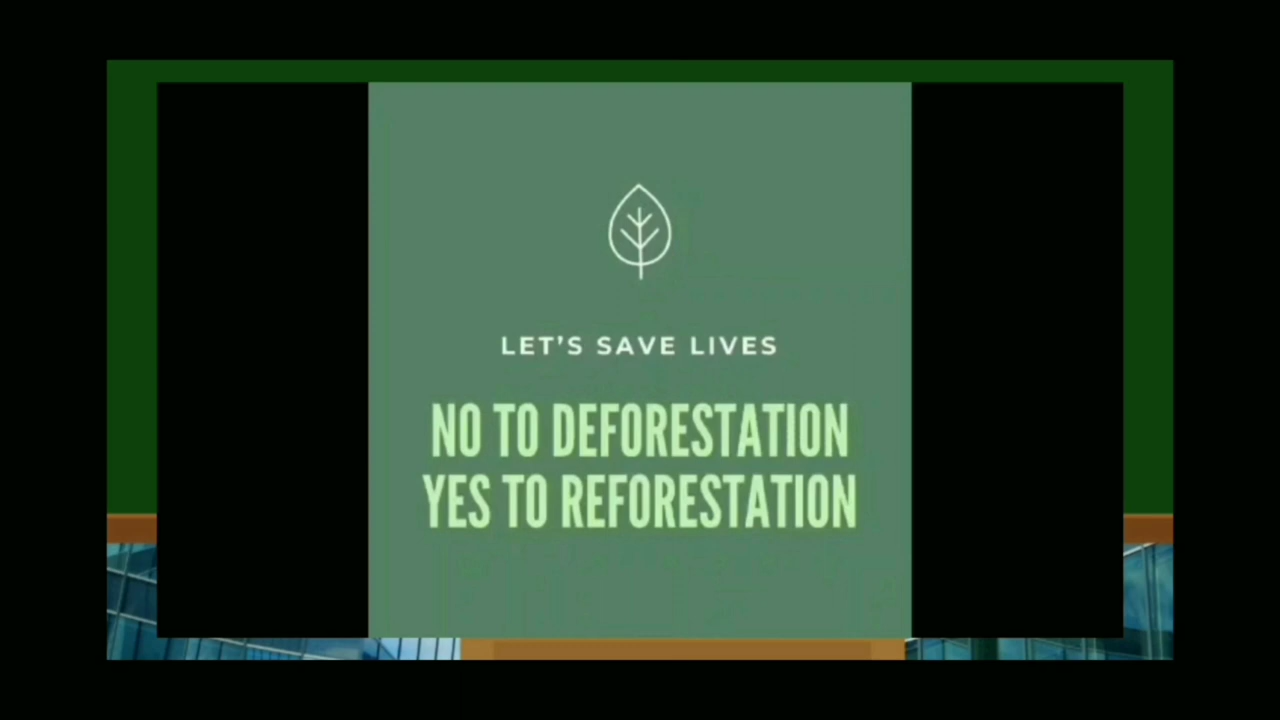 LET'S SAVE LIVES
NO TO DEFORESTATION
YES TO REFORESTATION